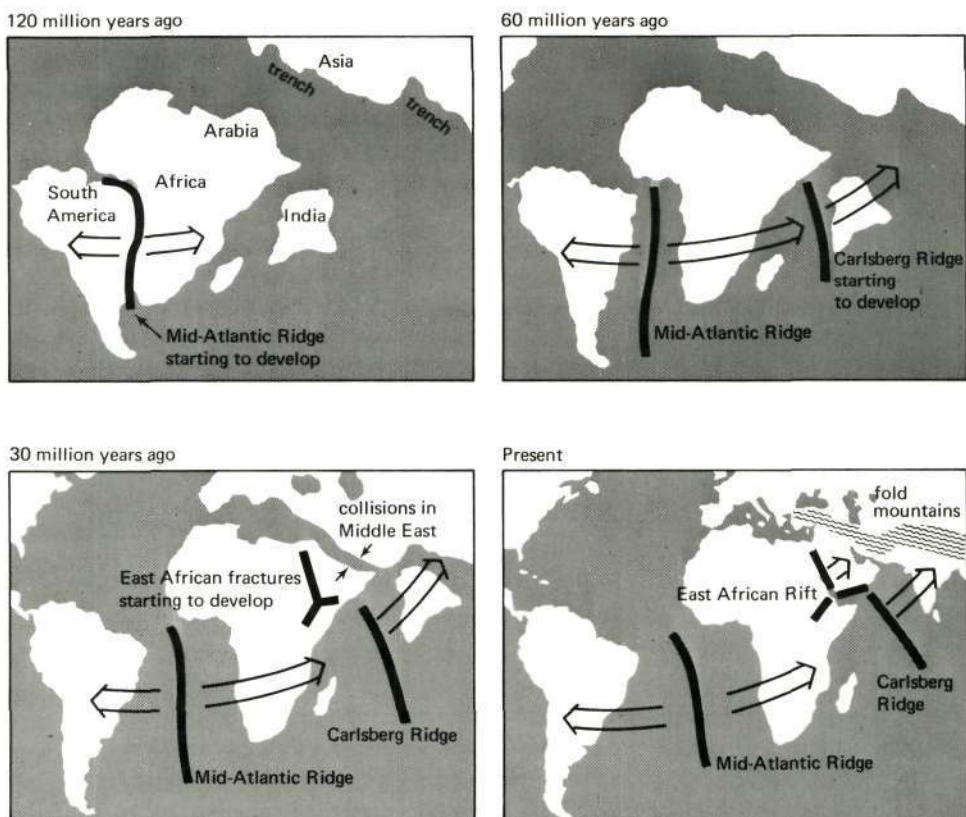 120 million years ago
Asia
trench
trench
Arabia
Africa
South
America
India
Mid-Atlantic Ridge
starting to develop
60 million years ago
Carlsberg Ridge
starting
to develop
Mid-Atlantic Ridge
30 million years ago
collisions in
Middle East
East African fractures
starting to develop
Carlsberg Ridge
Mid-Atlantic Ridge
Present
fold
mountains
East African Rift
Carlsberg
Ridge
Mid-Atlantic Ridge